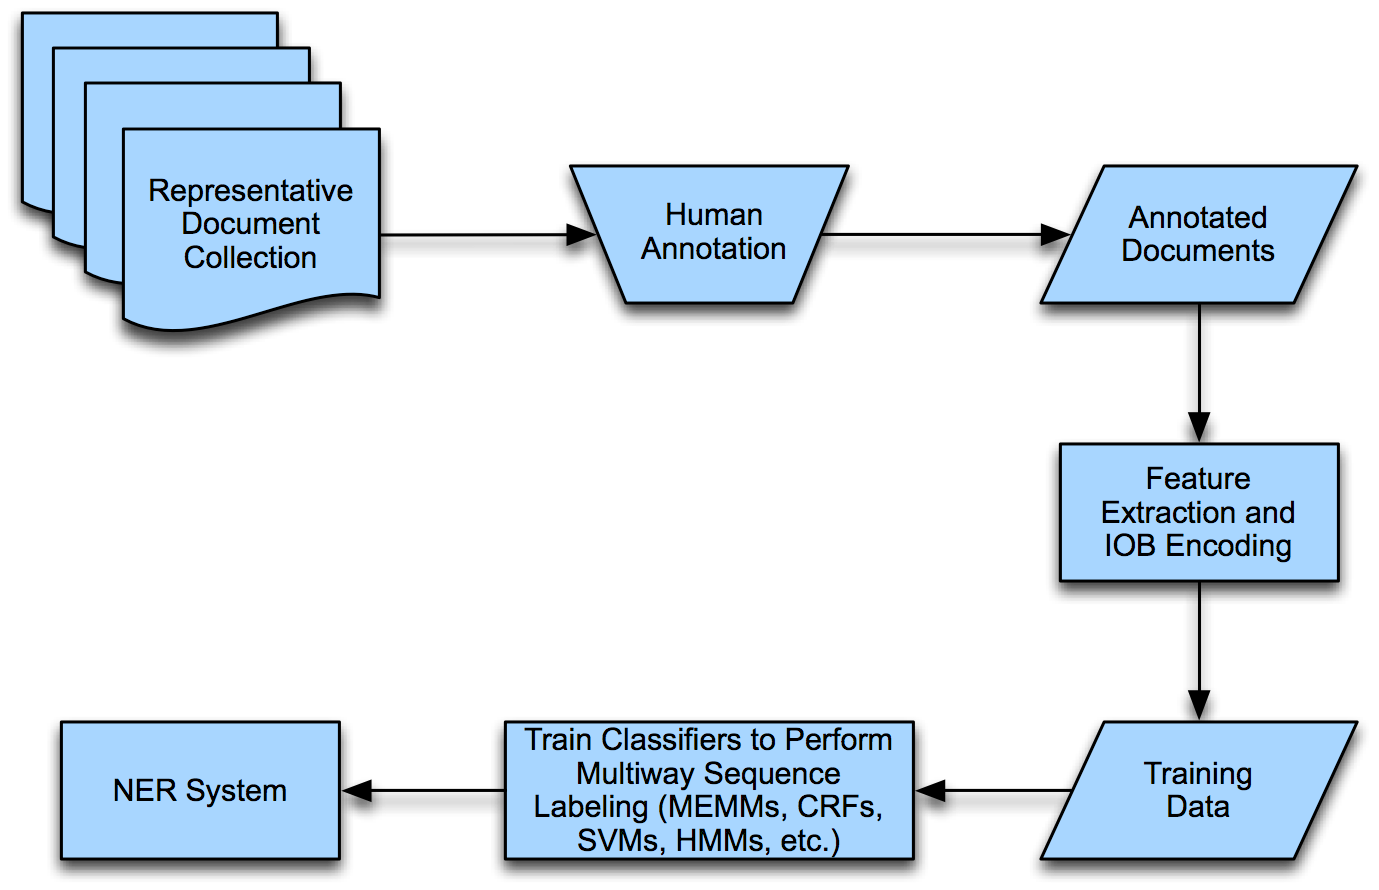 Representative
Document
Collection
Human
Annotation
Annotated
Documents
Feature
Extraction and
IOB Encoding
NER System
Train Classifiers to Perform
Multiway Sequence
Labeling (MEMMs, CRFs,
SVMs, HMMs, etc.)
Training
Data